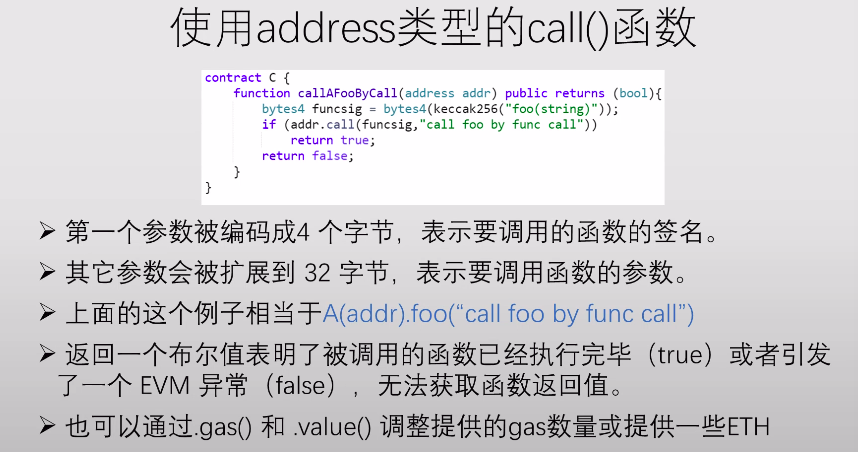 使用address类型的call()函数
contract C {
function callAFooByCall(address addr) public returns (bool){
bytes4 funcsig = bytes4(keccak256("foo(string)"));
if (addr.call(funcsig,"call foo by func call"))
return true;
return false;
}
}
➢ 第一个参数被编码成4 个字节，表示要调用的函数的签名。
➢ 其它参数会被扩展到 32 字节，表示要调用函数的参数。
➢ 上面的这个例子相当于A(addr).foo(“call foo by func call”)
➢ 返回一个布尔值表明了被调用的函数已经执行完毕（true）或者引发
了一个 EVM 异常（false），无法获取函数返回值。
➢ 也可以通过.gas() 和 .value() 调整提供的gas数量或提供一些ETH